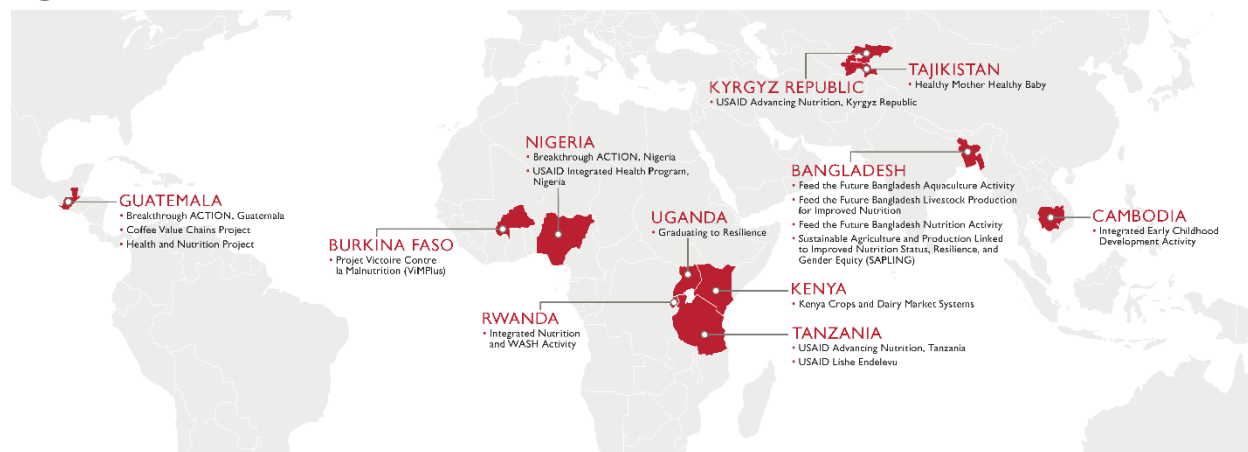 KYRGYZ REPUBLIC
• USAID Advancing Nutrition, Kyrgyz Republic
TAJIKISTAN
• Healthy Mother Healthy Baby
NIGERIA
• Breakthrough ACTION, Nigeria
• USAID Integrated Health Program,
Nigeria
BANGLADESH
• Feed the Future Bangladesh Aquaculture Activity
• Feed the Future Bangladesh Livestock Production
for Improved Nutrition
• Feed the Future Bangladesh Nutrition Activity
• Sustainable Agriculture and Production Linked
to Improved Nutrition Status, Resilience, and
Gender Equity (SAPLING)
GUATEMALA
• Breakthrough ACTION, Guatemala
• Coffee Value Chains Project
• Health and Nutrition Project
UGANDA
• Graduating to Resilience
CAMBODIA
• Integrated Early Childhood
Development Activity
BURKINA FASO
• Projet Victoire Contre
la Malnutrition (ViMPlus)
KENYA
• Kenya Crops and Dairy Market Systems
RWANDA
• Integrated Nutrition
and WASH Activity
TANZANIA
• USAID Advancing Nutrition, Tanzania
• USAID Lishe Endelevu